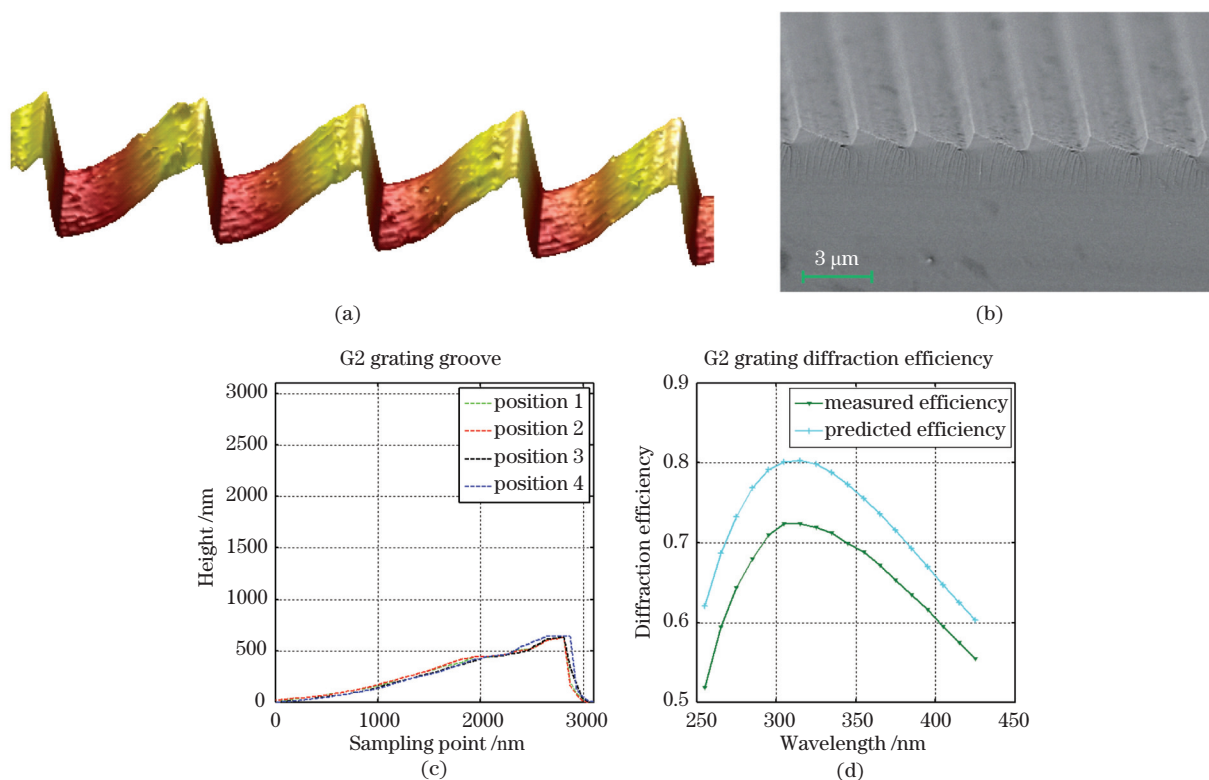 3 μm
(a)
(b)
G2 grating groove
3000
2500
2000
1500
1000
500
0
Height /nm
position 1
position 2
position 3
position 4
0
1000
2000
3000
Sampling point /nm
(c)
G2 grating diffraction efficiency
0.9
0.8
0.7
0.6
0.5
Diffraction efficiency
measured efficiency
predicted efficiency
250
300
350
400
450
Wavelength /nm
(d)